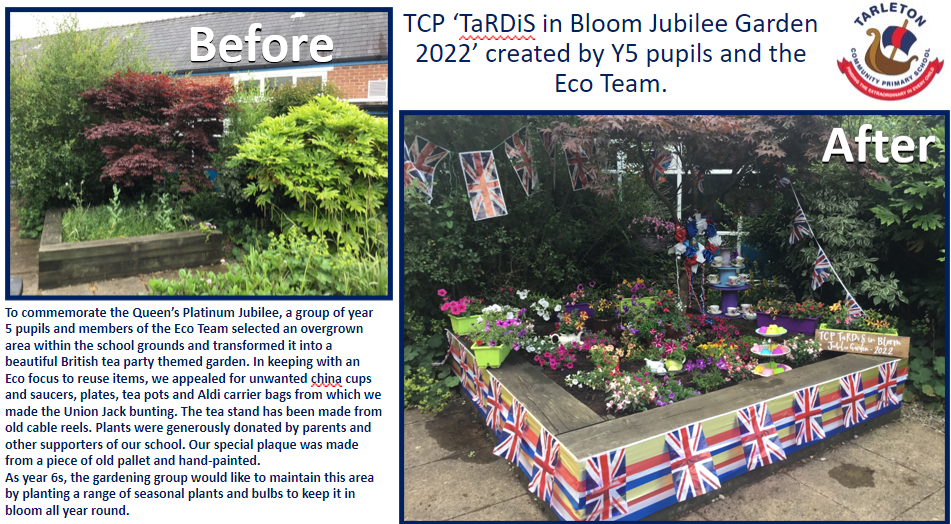 Before
TCP ‘TaRDiS in Bloom Jubilee Garden
2022’ created by Y5 pupils and the
Eco Team.
TARLETON
COMMUNITY PRIMARY SCHOOL
MAKING THE EXTRAORDINARY IN EVERY CHILD
After
TCP TaRDiS in Bloom
Jubilee Garden - 2022
To commemorate the Queen’s Platinum Jubilee, a group of year
5 pupils and members of the Eco Team selected an overgrown
area within the school grounds and transformed it into a
beautiful British tea party themed garden. In keeping with an
Eco focus to reuse items, we appealed for unwanted china cups
and saucers, plates, tea pots and Aldi carrier bags from which we
made the Union Jack bunting. The tea stand has been made from
old cable reels. Plants were generously donated by parents and
other supporters of our school. Our special plaque was made
from a piece of old pallet and hand-painted.
As year 6s, the gardening group would like to maintain this area
by planting a range of seasonal plants and bulbs to keep it in
bloom all year round.